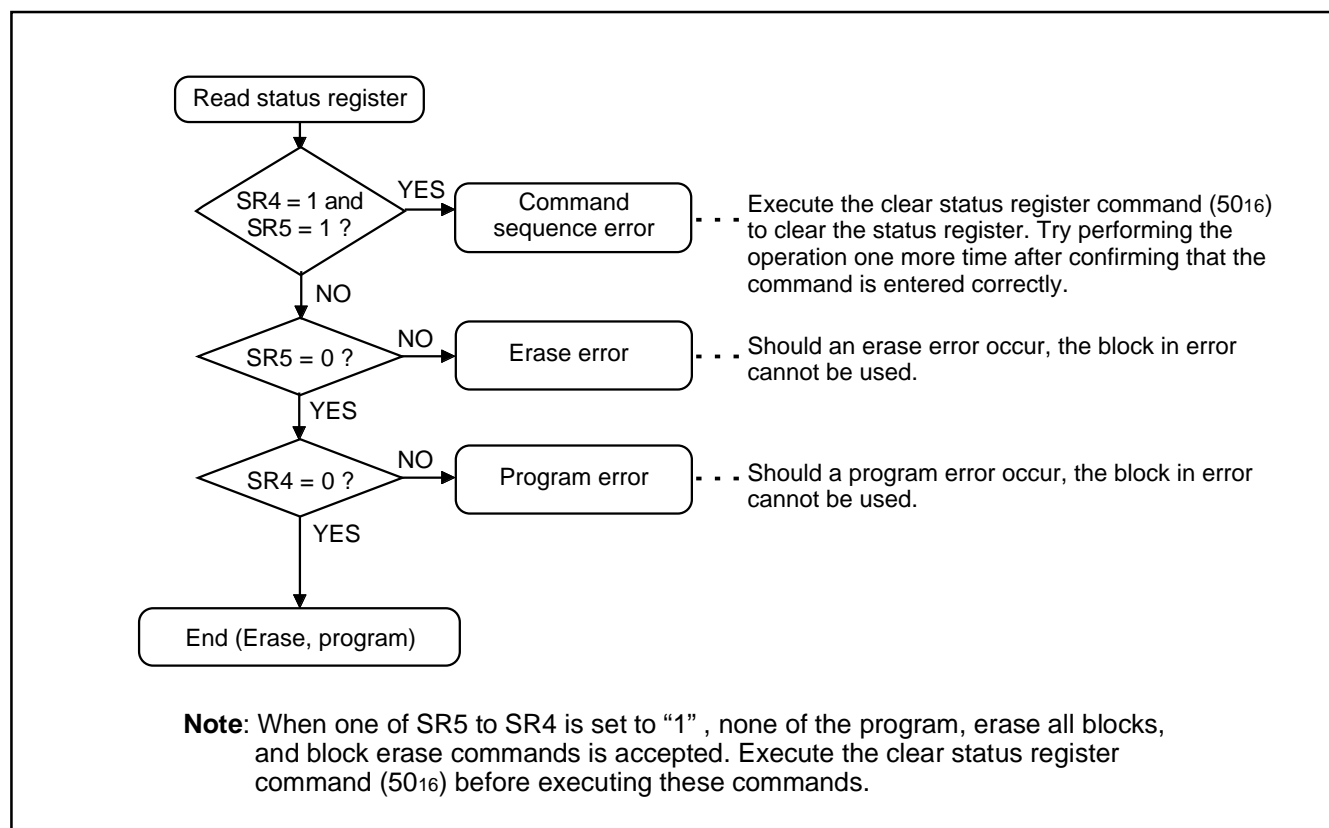 Read status register
SR4 = 1 and
SR5 = 1 ?
YES
Command
sequence error
Execute the clear status register command (5016)
to clear the status register. Try performing the
operation one more time after confirming that the
command is entered correctly.
NO
SR5 = 0 ?
NO
Erase error
Should an erase error occur, the block in error
cannot be used.
YES
SR4 = 0 ?
NO
Program error
Should a program error occur, the block in error
cannot be used.
YES
End (Erase, program)
Note: When one of SR5 to SR4 is set to “1” , none of the program, erase all blocks,
and block erase commands is accepted. Execute the clear status register
command (5016) before executing these commands.